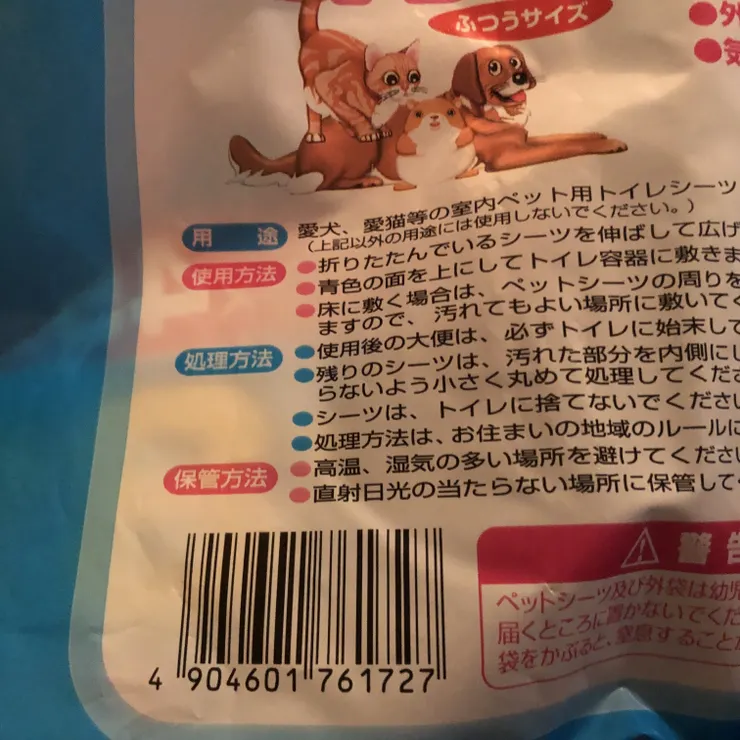 ふつうサイズ
●外
●気
用途
愛犬、愛猫等の室内ペット用トイレシーツ
(上記以外の用途には使用しないでください。)
使用方法
●折りたたんでいるシーツを伸ばして広げ
●青色の面を上にしてトイレ容器に敷きま
●床に敷く場合は、ペットシーツの周りを
ますので、汚れてもよい場所に敷いてく
処理方法
●使用後の大便は、必ずトイレに始末して
●残りのシーツは、汚れた部分を内側にし
らないよう小さく丸めて処理してくださ
●シーツは、トイレに捨てないでくださ
●処理方法は、お住まいの地域のルールに
保管方法
●高温、湿気の多い場所を避けてくださ
●直射日光の当たらない場所に保管して
警告
ペットシーツ及び外袋は幼児
届くところに置かないでくだ
袋をかぶると、窒息すること
4 904601 761727